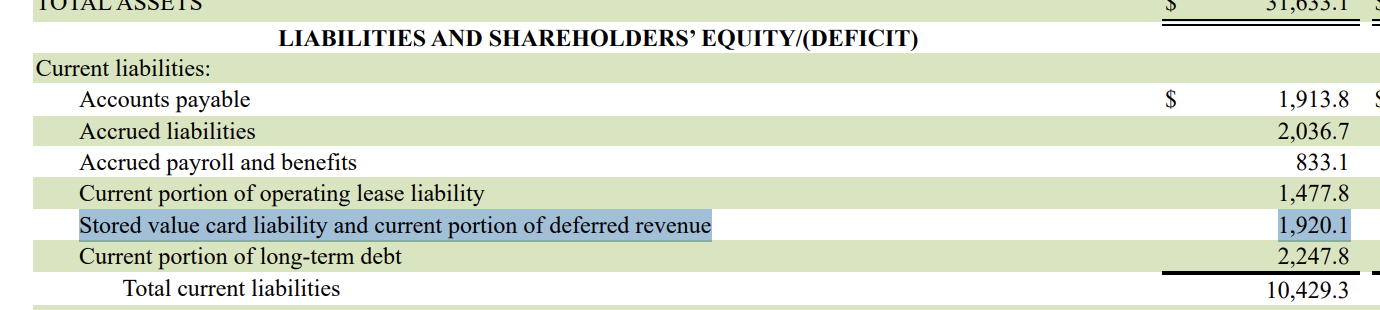 TOTAL ASSETS $ 31,633.1
LIABILITIES AND SHAREHOLDERS’ EQUITY/(DEFICIT)
Current liabilities:
Accounts payable $ 1,913.8
Accrued liabilities 2,036.7
Accrued payroll and benefits 833.1
Current portion of operating lease liability 1,477.8
Stored value card liability and current portion of deferred revenue 1,920.1
Current portion of long-term debt 2,247.8
Total current liabilities 10,429.3